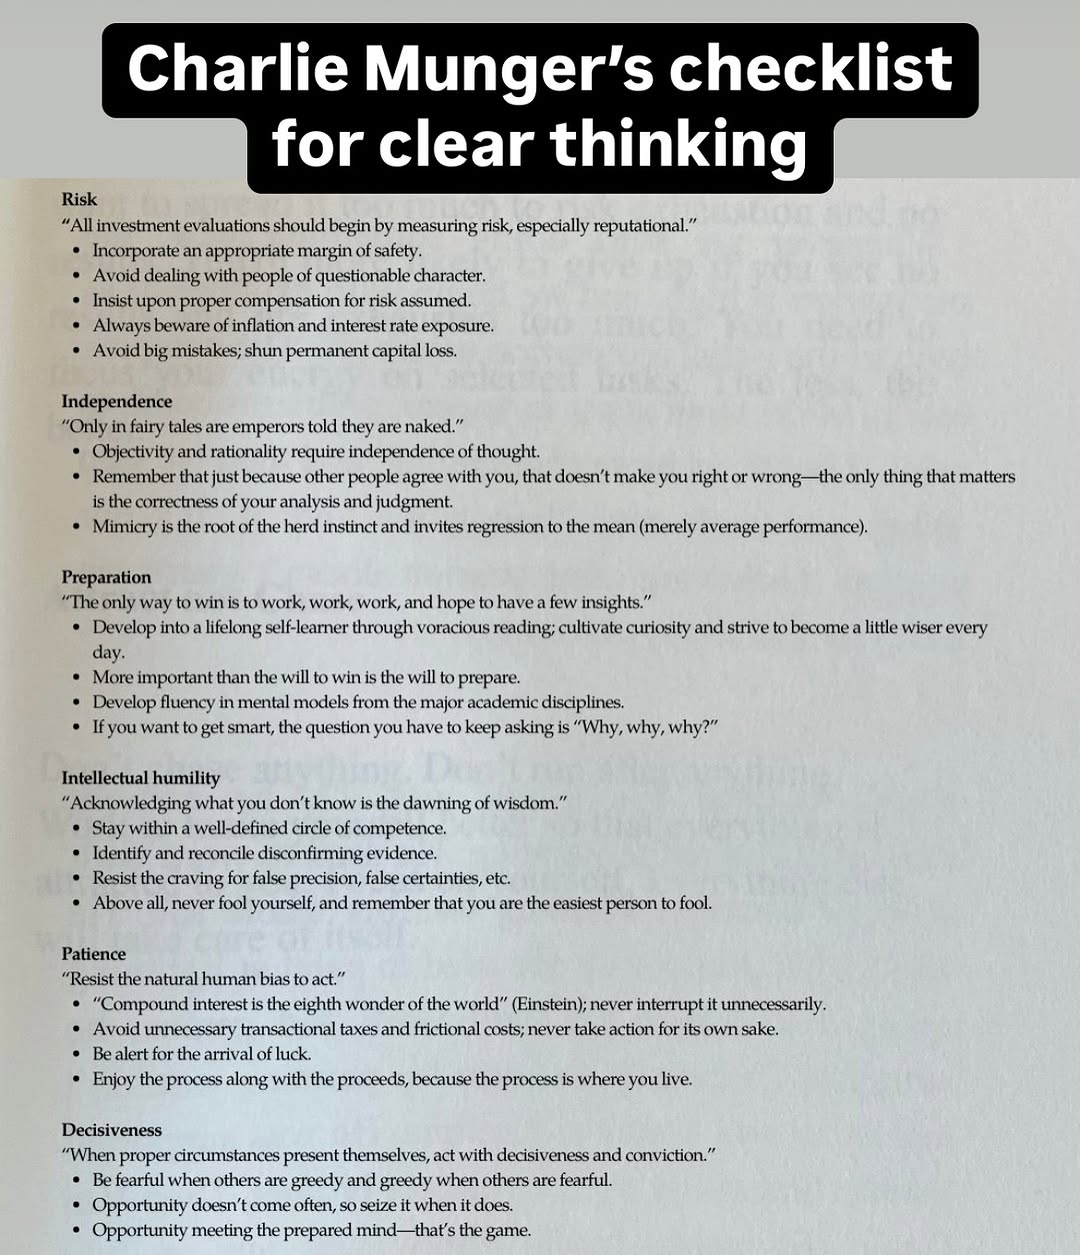 Charlie Munger’s checklist
for clear thinking
Risk
“All investment evaluations should begin by measuring risk, especially reputational.”
• Incorporate an appropriate margin of safety.
• Avoid dealing with people of questionable character.
• Insist upon proper compensation for risk assumed.
• Always beware of inflation and interest rate exposure.
• Avoid big mistakes; shun permanent capital loss.
Independence
“Only in fairy tales are emperors told they are naked.”
• Objectivity and rationality require independence of thought.
• Remember that just because other people agree with you, that doesn’t make you right or wrong—the only thing that matters
is the correctness of your analysis and judgment.
• Mimicry is the root of the herd instinct and invites regression to the mean (merely average performance).
Preparation
“The only way to win is to work, work, work, and hope to have a few insights.”
• Develop into a lifelong self-learner through voracious reading; cultivate curiosity and strive to become a little wiser every
day.
• More important than the will to win is the will to prepare.
• Develop fluency in mental models from the major academic disciplines.
• If you want to get smart, the question you have to keep asking is “Why, why, why?”
Intellectual humility
“Acknowledging what you don’t know is the dawning of wisdom.”
• Stay within a well-defined circle of competence.
• Identify and reconcile disconfirming evidence.
• Resist the craving for false precision, false certainties, etc.
• Above all, never fool yourself, and remember that you are the easiest person to fool.
Patience
“Resist the natural human bias to act.”
• “Compound interest is the eighth wonder of the world” (Einstein); never interrupt it unnecessarily.
• Avoid unnecessary transactional taxes and frictional costs; never take action for its own sake.
• Be alert for the arrival of luck.
• Enjoy the process along with the proceeds, because the process is where you live.
Decisiveness
“When proper circumstances present themselves, act with decisiveness and conviction.”
• Be fearful when others are greedy and greedy when others are fearful.
• Opportunity doesn’t come often, so seize it when it does.
• Opportunity meeting the prepared mind—that’s the game.